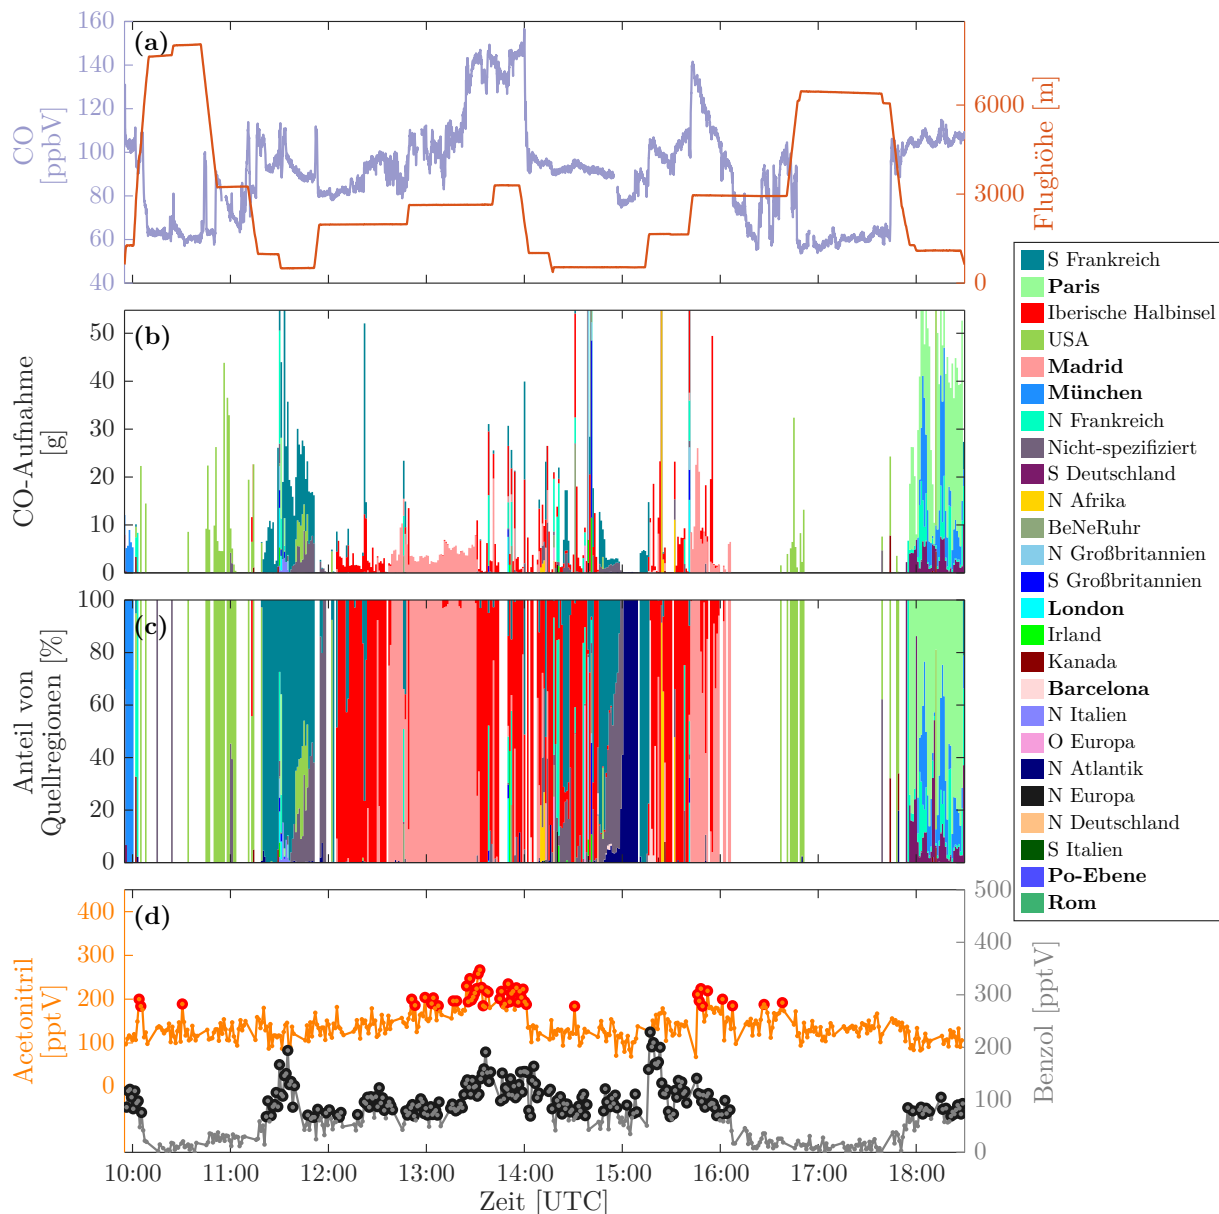 (a)
160
140
120
100
80
60
40
CO
[ppbV]
6000
3000
0
Flughöhe [m]
(b)
50
40
30
20
10
0
CO-Aufnahme
[g]
(c)
100
80
60
40
20
0
Anteil von
Quellregionen [%]
(d)
400
300
200
100
0
Acetonitril
[pptV]
500
400
300
200
100
0
Benzol [pptV]
10:00 11:00 12:00 13:00 14:00 15:00 16:00 17:00 18:00
Zeit [UTC]
S Frankreich
Paris
Iberische Halbinsel
USA
Madrid
München
N Frankreich
Nicht-spezifiziert
S Deutschland
N Afrika
BeNeRuhr
N Großbritannien
S Großbritannien
London
Irland
Kanada
Barcelona
N Italien
O Europa
N Atlantik
N Europa
N Deutschland
S Italien
Po-Ebene
Rom